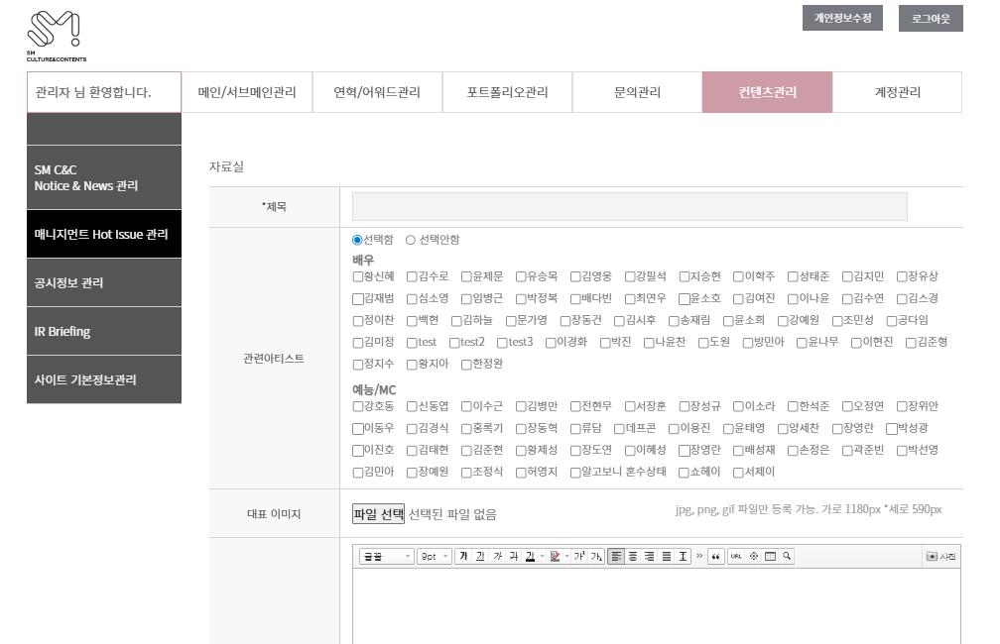 개인정보수정 로그아웃
SM
CULTURE&CONTENTS
관리자 님 환영합니다. 메인/서브메인관리 연혁/어워드관리 포트폴리오관리 문의관리 컨텐츠관리 계정관리
SM C&C
Notice & News 관리
매니지먼트 Hot Issue 관리
공시정보 관리
IR Briefing
사이트 기본정보관리
자료실
*제목
관련아티스트
선택함 선택안함
배우
황신혜 김수로 윤제문 유승목 김영웅 강필석 지승현 이학주 성태준 김지민 장유상
김재범 심소영 임병근 박정복 배다빈 최연우 윤소호 김여진 이나윤 김수연 김스경
정이찬 백현 김하늘 문가영 장동건 김시후 송재림 윤소희 강예원 조민성 공다임
김미정 test test2 test3 이경화 박진 나윤찬 도원 방민아 윤나무 이현진 김준형
정지수 황지아 한정완
예능/MC
강호동 신동엽 이수근 김병만 전현무 서장훈 장성규 이소라 한석준 오정연 장위안
이동우 김경식 홍록기 장동혁 류담 데프콘 이용진 윤태영 양세찬 장영란 박성광
이진호 김태현 김준현 황제성 장도연 이혜성 장영란 배성재 손정은 곽준빈 박선영
김민아 장예원 조정식 허영지 알고보니 혼수상태 쇼헤이 서제이
대표 이미지
파일 선택 선택된 파일 없음
jpg, png, gif 파일만 등록 가능. 가로 1180px *세로 590px
글꼴 9pt 가 가 가 가 가 가 가 URL 사진